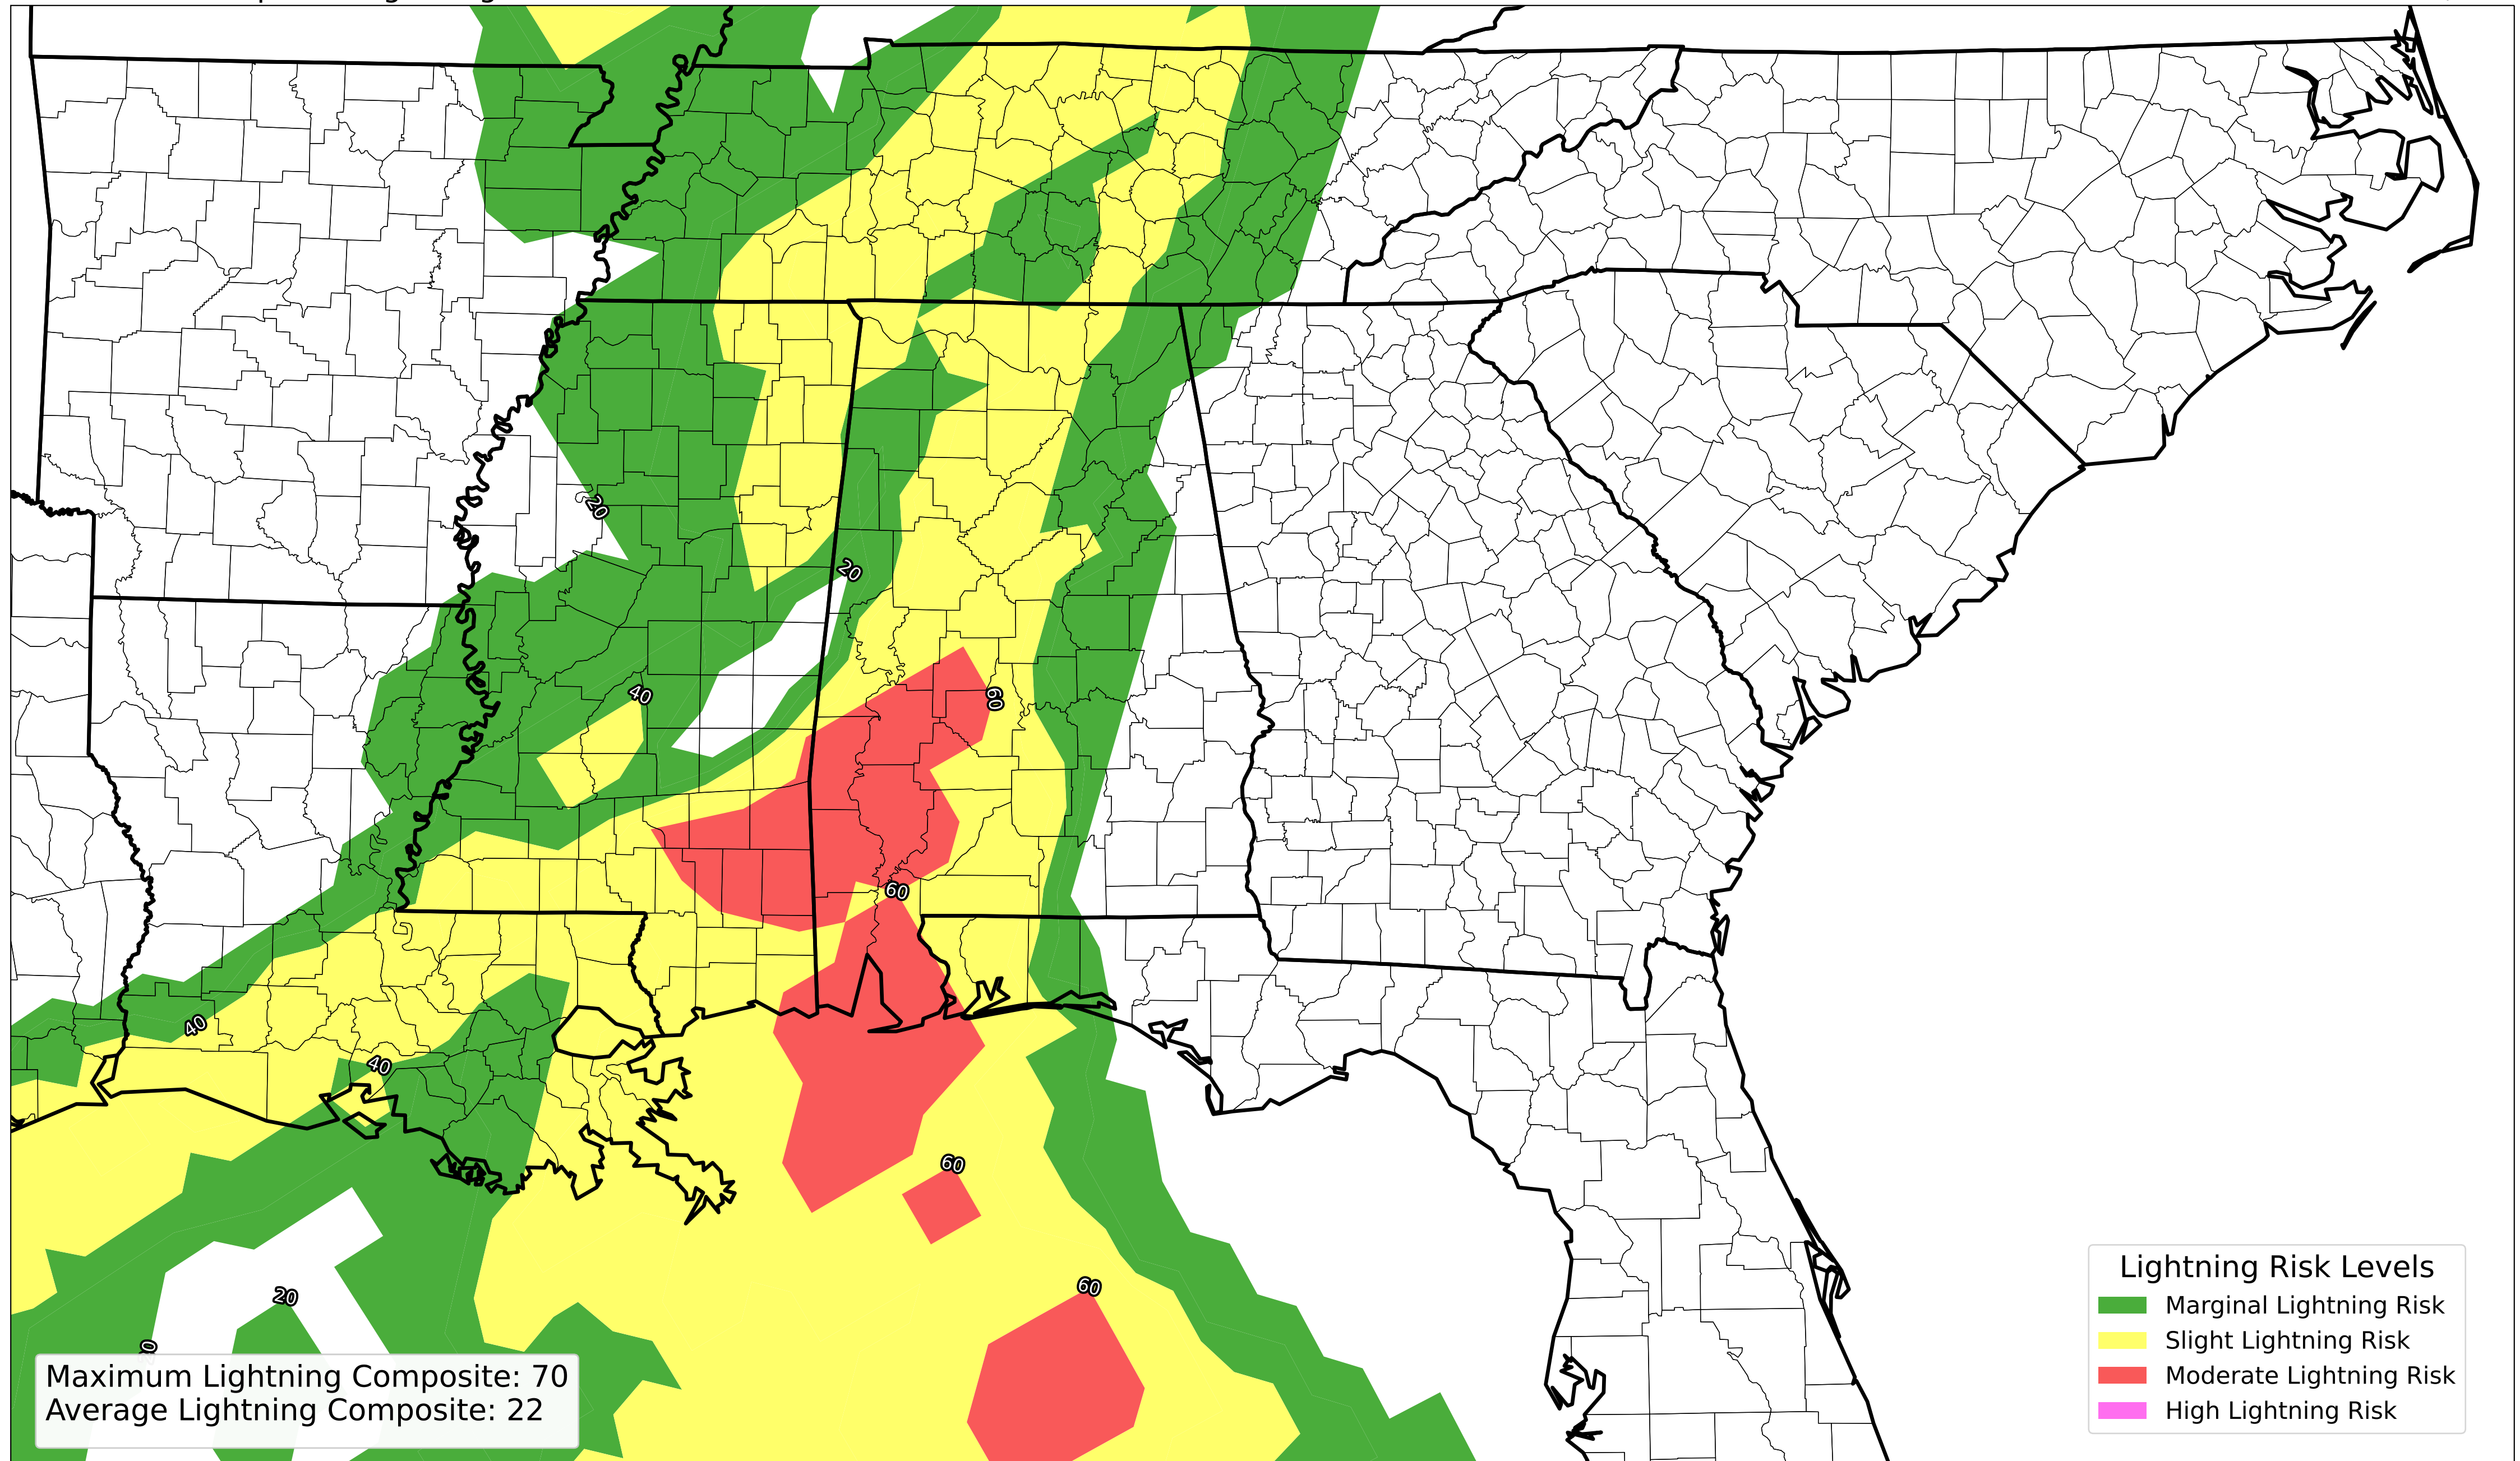 20
20
40
60
60
40
40
60
60
20
Maximum Lightning Composite: 70
Average Lightning Composite: 22
Lightning Risk Levels
Marginal Lightning Risk
Slight Lightning Risk
Moderate Lightning Risk
High Lightning Risk